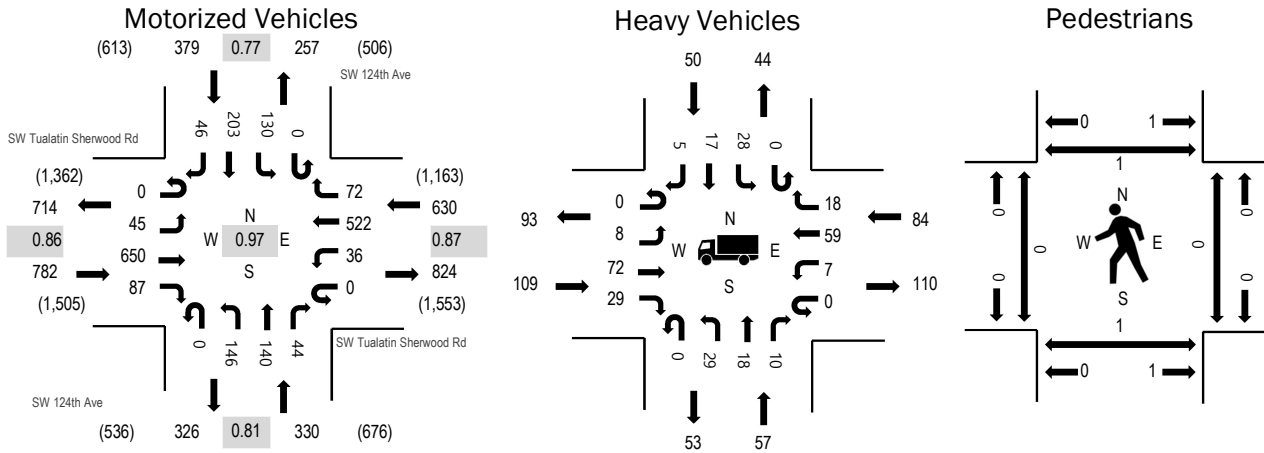 Motorized Vehicles
(613) 379 0.77 257 (506)
SW 124th Ave
46 203 130 0
SW Tualatin Sherwood Rd
(1,362) 0 72 (1,163)
714 45 522 630
0.86 W N 0.97 E S 0.87
782 650 36 824
(1,505) 87 0 (1,553)
0 146 140 44
SW Tualatin Sherwood Rd
SW 124th Ave
(536) 326 0.81 330 (676)
Heavy Vehicles
50 44
5 17 28 0
0 18
93 8 N 59 84
W E
109 72 S 7 110
29 0
0 29 18 10
53 57
Pedestrians
0 1
1
0 N 0
W 0 E 0
0 S 0
1
0 1